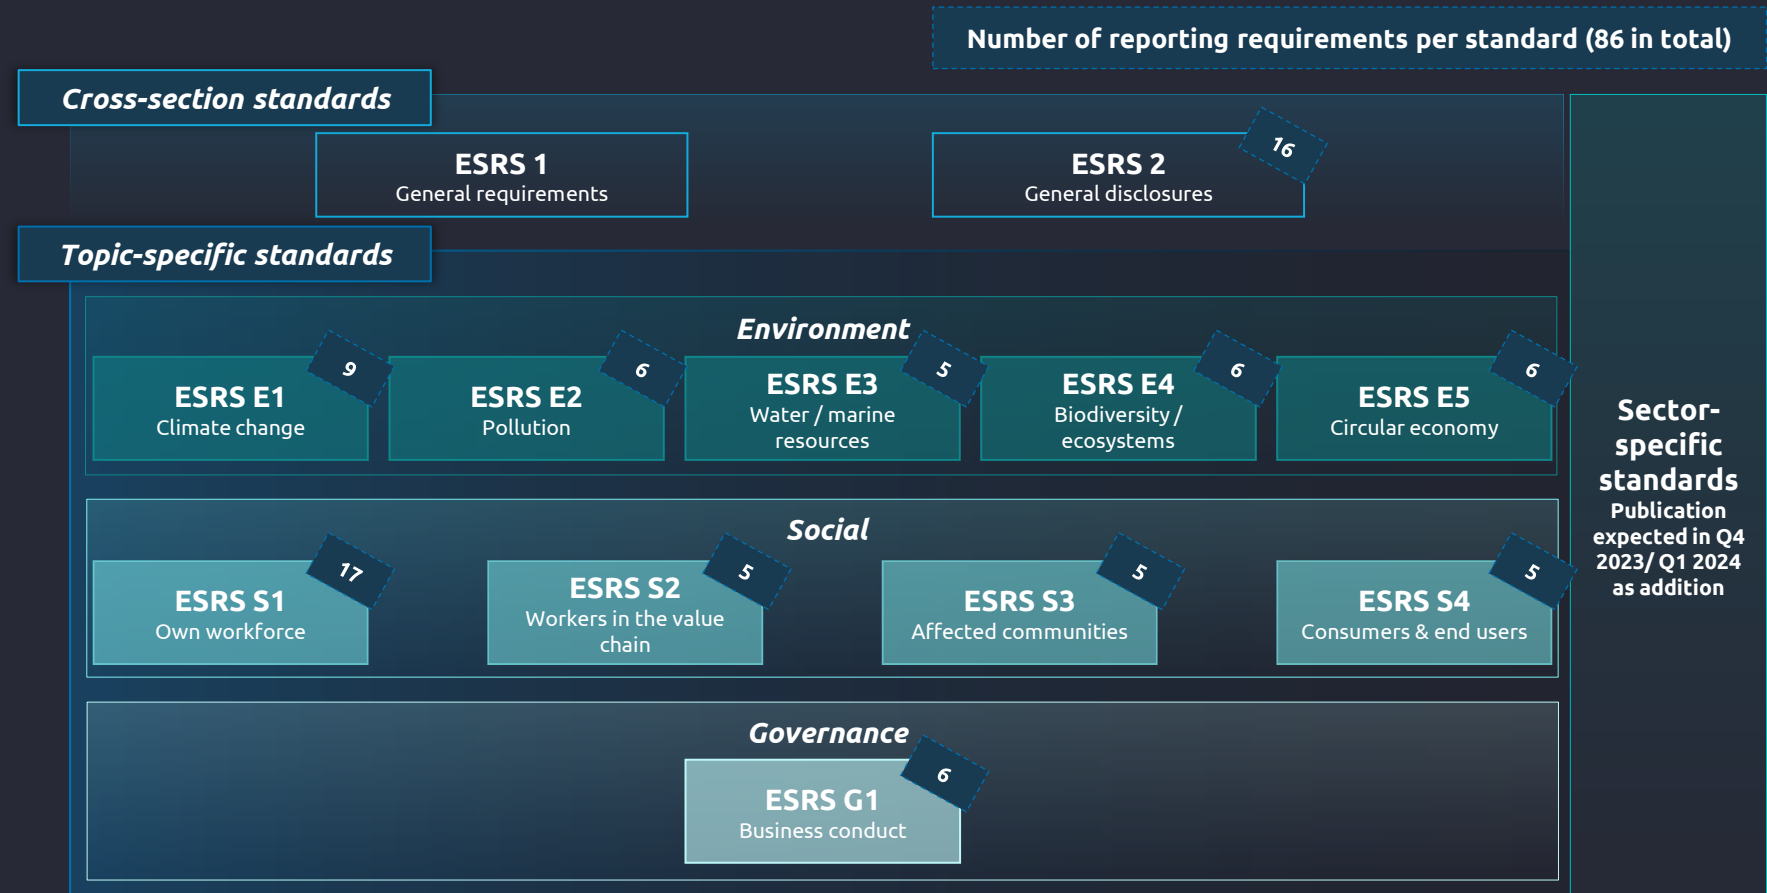 Number of reporting requirements per standard (86 in total)
Cross-section standards
ESRS 1
General requirements
ESRS 2
General disclosures
16
Topic-specific standards
Environment
ESRS E1
Climate change
9
ESRS E2
Pollution
6
ESRS E3
Water / marine
resources
5
ESRS E4
Biodiversity /
ecosystems
6
ESRS E5
Circular economy
6
Social
ESRS S1
Own workforce
17
ESRS S2
Workers in the value
chain
5
ESRS S3
Affected communities
5
ESRS S4
Consumers & end users
5
Governance
ESRS G1
Business conduct
6
Sector-
specific
standards
Publication
expected in Q4
2023/ Q1 2024
as addition